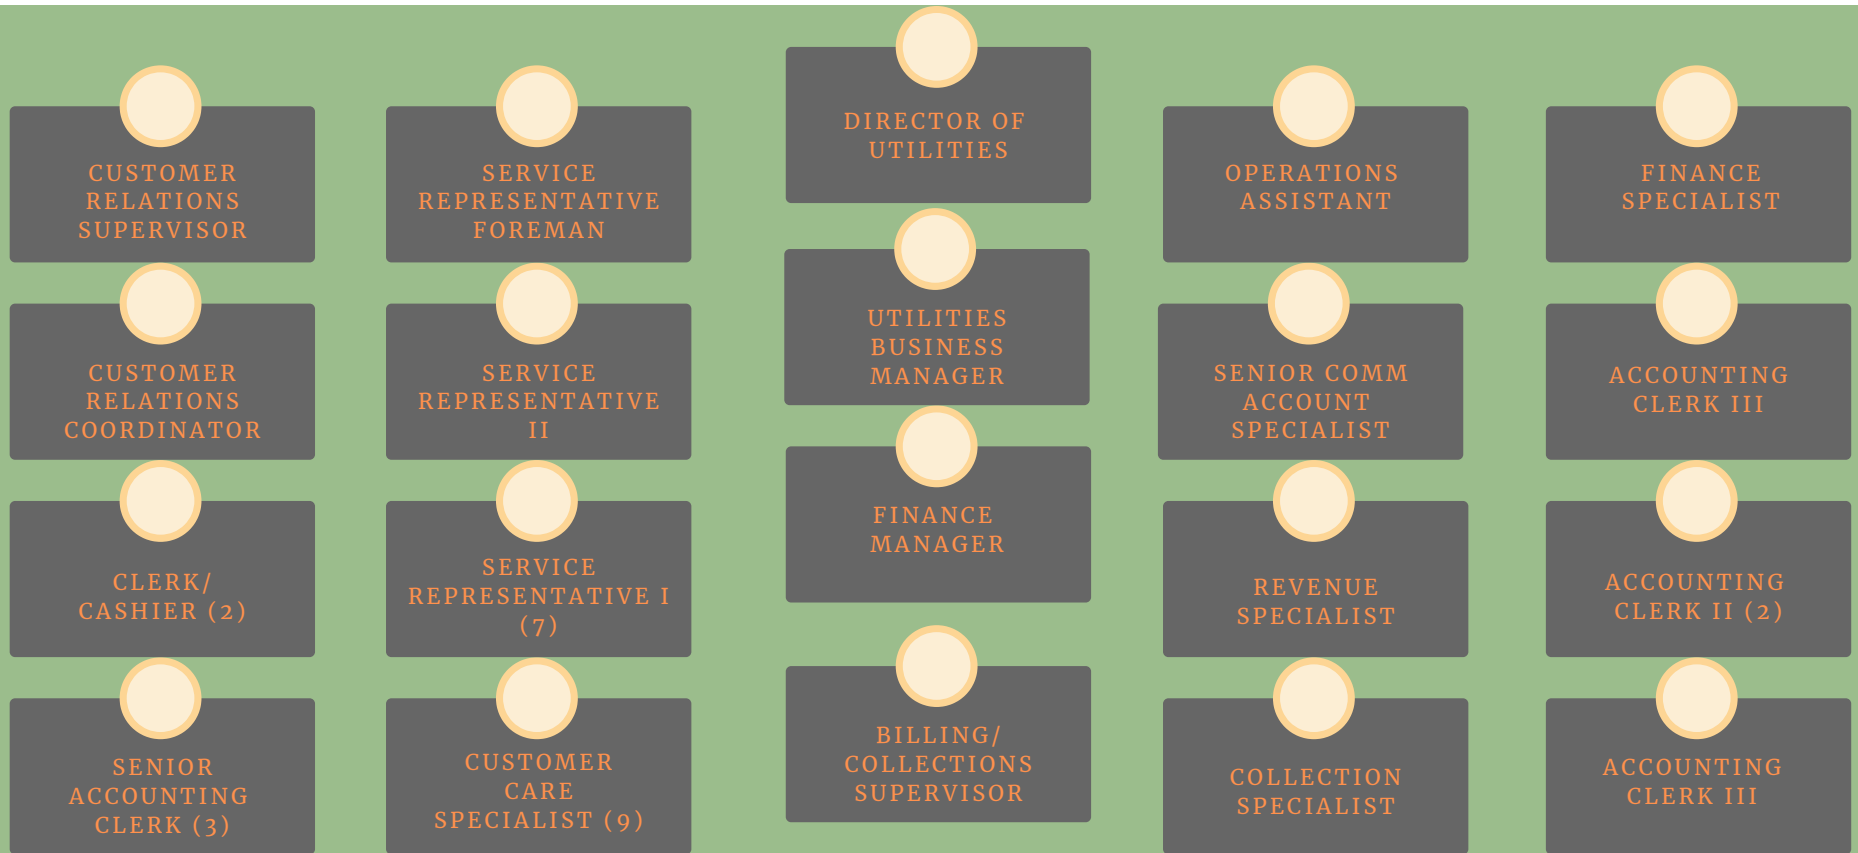 DIRECTOR OF
UTILITIES
CUSTOMER
RELATIONS
SUPERVISOR
SERVICE
REPRESENTATIVE
FOREMAN
OPERATIONS
ASSISTANT
FINANCE
SPECIALIST
UTILITIES
BUSINESS
MANAGER
CUSTOMER
RELATIONS
COORDINATOR
SERVICE
REPRESENTATIVE
II
SENIOR COMM
ACCOUNT
SPECIALIST
ACCOUNTING
CLERK III
FINANCE
MANAGER
CLERK/
CASHIER (2)
SERVICE
REPRESENTATIVE I
(7)
REVENUE
SPECIALIST
ACCOUNTING
CLERK II (2)
BILLING/
COLLECTIONS
SUPERVISOR
SENIOR
ACCOUNTING
CLERK (3)
CUSTOMER
CARE
SPECIALIST (9)
COLLECTION
SPECIALIST
ACCOUNTING
CLERK III